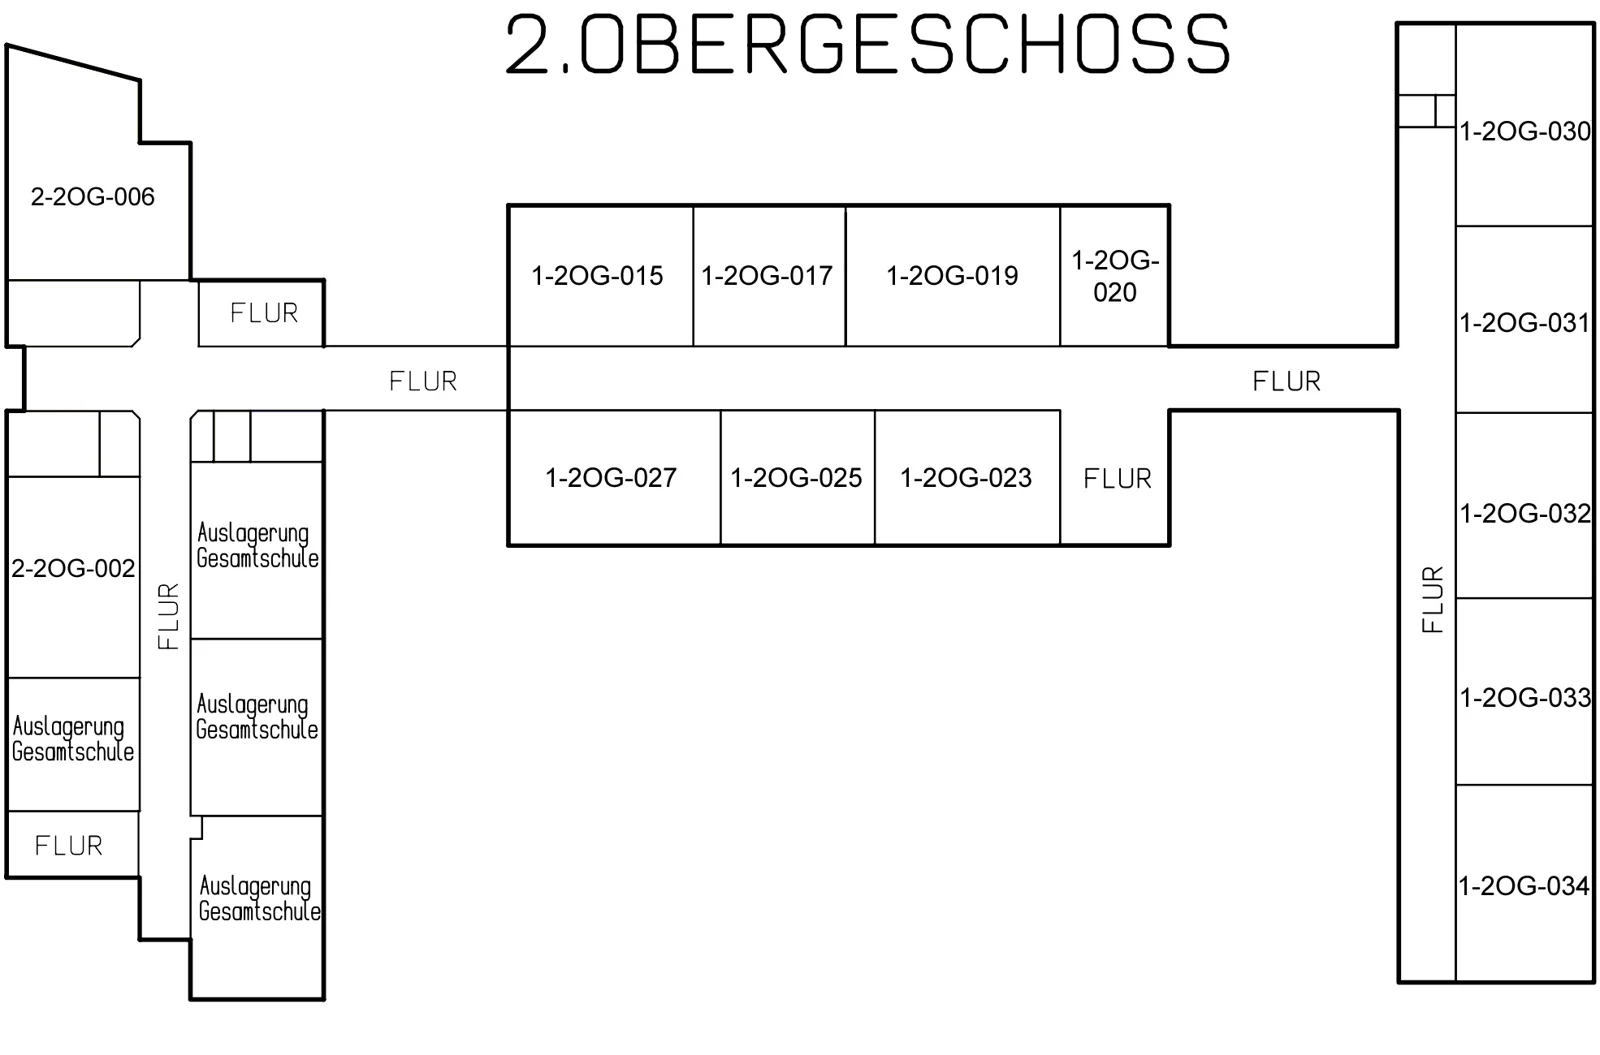 2.OBERGESCHOSS
2-2OG-006
FLUR
FLUR
2-2OG-002
FLUR
Auslagerung
Gesamtschule
Auslagerung
Gesamtschule
Auslagerung
Gesamtschule
FLUR
Auslagerung
Gesamtschule
1-2OG-015
1-2OG-017
1-2OG-019
1-2OG-
020
1-2OG-027
1-2OG-025
1-2OG-023
FLUR
FLUR
FLUR
1-2OG-030
1-2OG-031
1-2OG-032
1-2OG-033
1-2OG-034